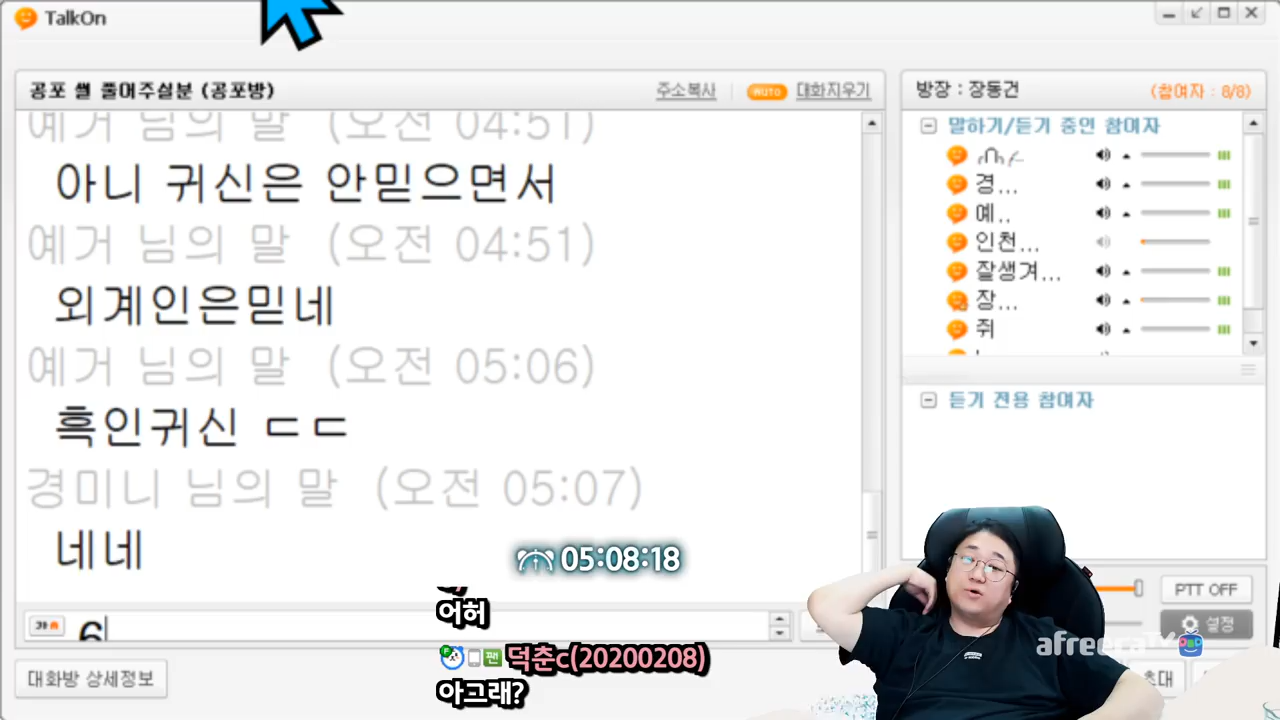 TalkOn
공포 썰 풀어주실분 (공포방)
주소복사
AUTO
대화지우기
예거 님의 말 (오전 04:51)
아니 귀신은 안믿으면서
예거 님의 말 (오전 04:51)
외계인은믿네
예거 님의 말 (오전 05:06)
흑인귀신 ㄷㄷ
경미니 님의 말 (오전 05:07)
네네
05:08:18
어허
팬 덕춘c(20200208)
아그래?
6
대화방 상세정보
방장 : 장동건
(참여자 : 8/8)
말하기/듣기 중인 참여자
경...
예..
인천...
잘생겨...
장...
쥐
듣기 전용 참여자
PTT OFF
설정
afreecaTV
초대